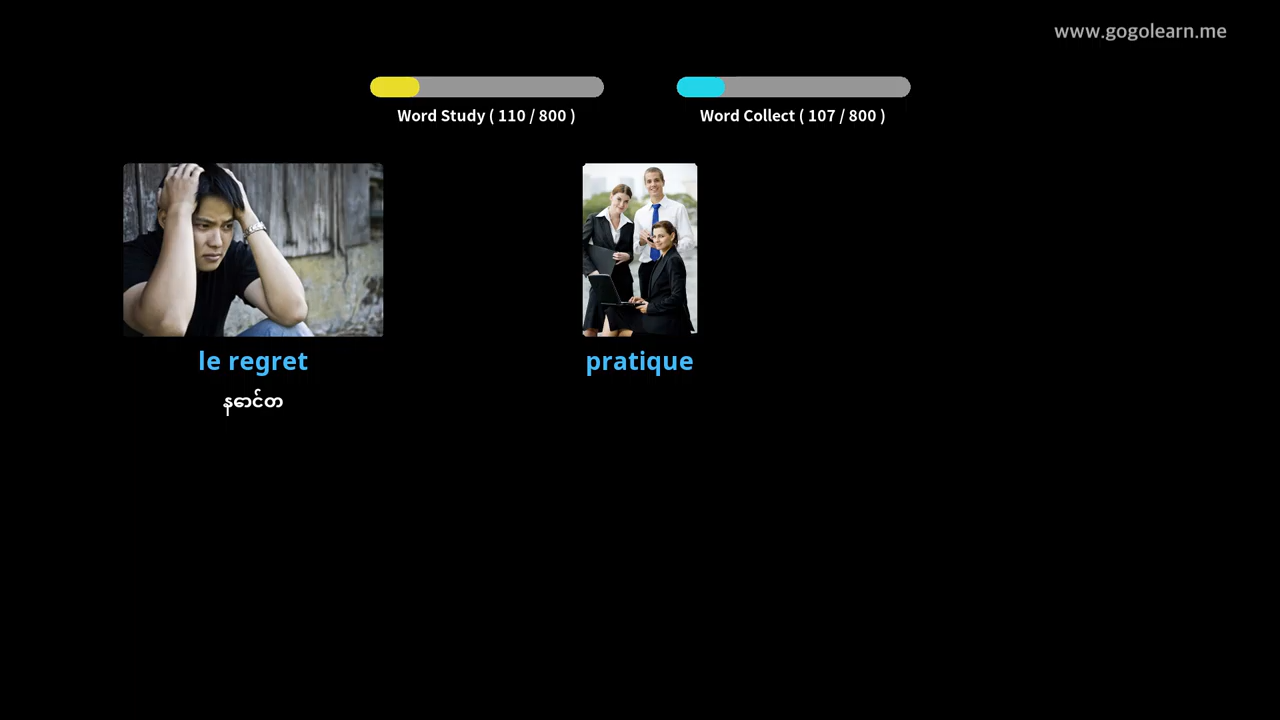 www.gogolearn.me
Word Study ( 110 / 800 )
Word Collect ( 107 / 800 )
le regret
pratique
နောင်တ